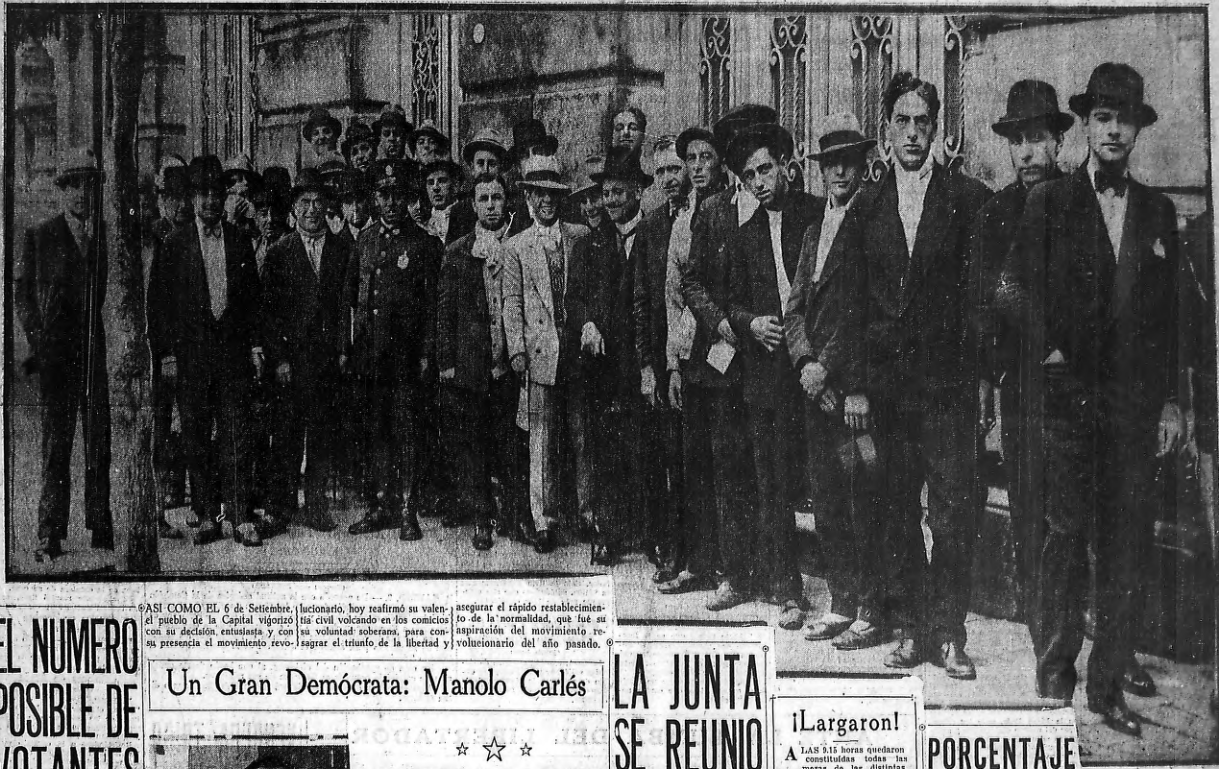 ASI COMO EL 6 de Setiembre,
el pueblo de la Capital vigorizó
con su decisión entusiasta y con
su presencia el movimiento revo-
lucionario, hoy reafirmó su valen-
tía civil volcando en los comicios
su voluntad soberana, para con-
sagrar el triunfo de la libertad y
asegurar el rápido restablecimien-
to de la normalidad, que fué su
aspiración del movimiento re-
volucionario del año pasado.
EL NUMERO
POSIBLE DE
VOTANTES
Un Gran Demócrata: Manolo Carlés
LA JUNTA
SE REUNIO
¡Largaron!
A LAS 9.15 horas quedaron
constituídas todas las
mesas de las distintas
PORCENTAJE